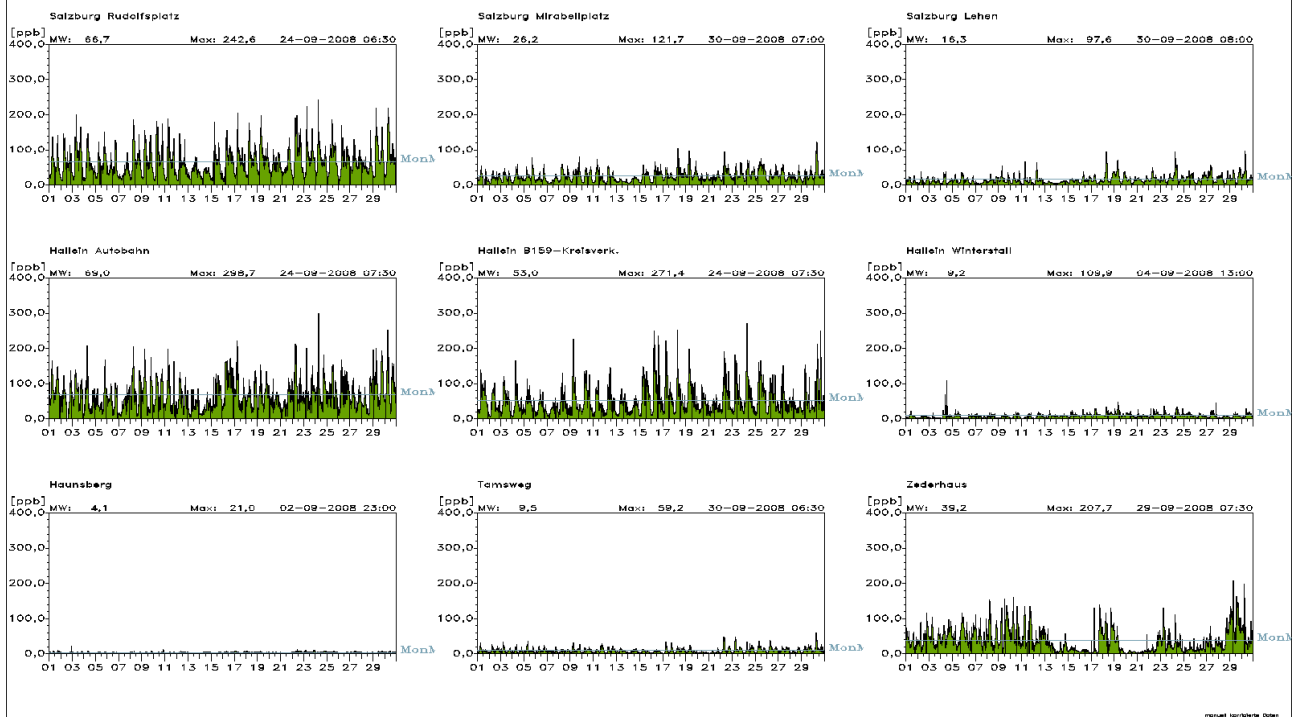 Salzburg Rudolfsplatz
[ppb] MW: 66,7 Max: 242,6 24-09-2008 06:30
400,0
300,0
200,0
100,0
0,0
MonM
01 03 05 07 09 11 13 15 17 19 21 23 25 27 29
Salzburg Mirabellplatz
[ppb] MW: 26,2 Max: 121,7 30-09-2008 07:00
400,0
300,0
200,0
100,0
0,0
MonM
01 03 05 07 09 11 13 15 17 19 21 23 25 27 29
Salzburg Lehen
[ppb] MW: 16,3 Max: 97,6 30-09-2008 08:00
400,0
300,0
200,0
100,0
0,0
MonM
01 03 05 07 09 11 13 15 17 19 21 23 25 27 29
Hallein Autobahn
[ppb] MW: 69,0 Max: 298,7 24-09-2008 07:30
400,0
300,0
200,0
100,0
0,0
MonM
01 03 05 07 09 11 13 15 17 19 21 23 25 27 29
Hallein B159-Kreisverk.
[ppb] MW: 53,0 Max: 271,4 24-09-2008 07:30
400,0
300,0
200,0
100,0
0,0
MonM
01 03 05 07 09 11 13 15 17 19 21 23 25 27 29
Hallein Winterstall
[ppb] MW: 9,2 Max: 109,9 04-09-2008 13:00
400,0
300,0
200,0
100,0
0,0
MonM
01 03 05 07 09 11 13 15 17 19 21 23 25 27 29
Haunsberg
[ppb] MW: 4,1 Max: 21,0 02-09-2008 23:00
400,0
300,0
200,0
100,0
0,0
MonM
01 03 05 07 09 11 13 15 17 19 21 23 25 27 29
Tamsweg
[ppb] MW: 9,5 Max: 59,2 30-09-2008 06:30
400,0
300,0
200,0
100,0
0,0
MonM
01 03 05 07 09 11 13 15 17 19 21 23 25 27 29
Zederhaus
[ppb] MW: 39,2 Max: 207,7 29-09-2008 07:30
400,0
300,0
200,0
100,0
0,0
MonM
01 03 05 07 09 11 13 15 17 19 21 23 25 27 29
manuell korrigierte Daten